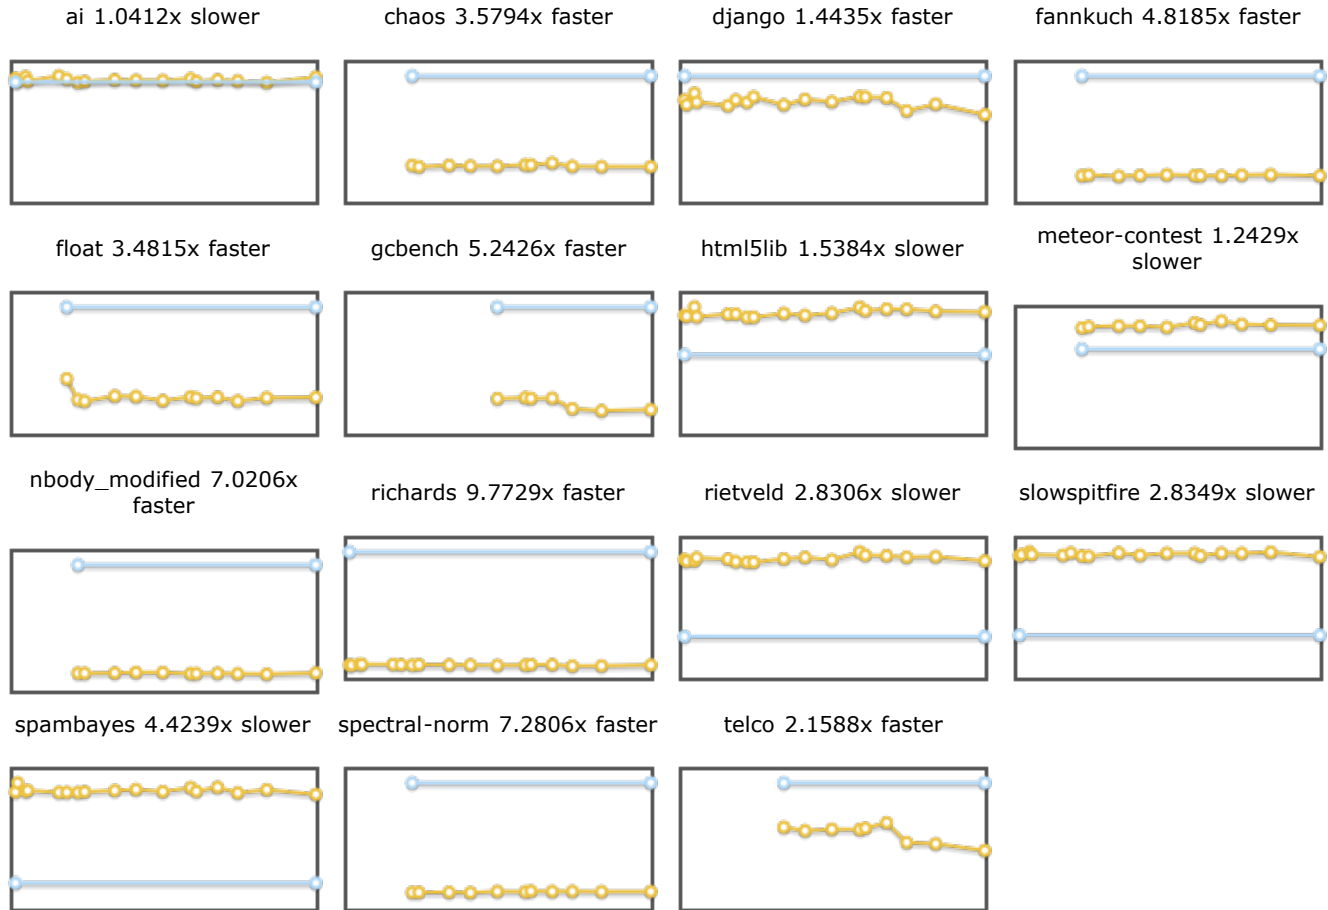 ai 1.0412x slower
chaos 3.5794x faster
django 1.4435x faster
fannkuch 4.8185x faster
float 3.4815x faster
gcbench 5.2426x faster
html5lib 1.5384x slower
meteor-contest 1.2429x
slower
nbody_modified 7.0206x
faster
richards 9.7729x faster
rietveld 2.8306x slower
slowspitfire 2.8349x slower
spambayes 4.4239x slower
spectral-norm 7.2806x faster
telco 2.1588x faster